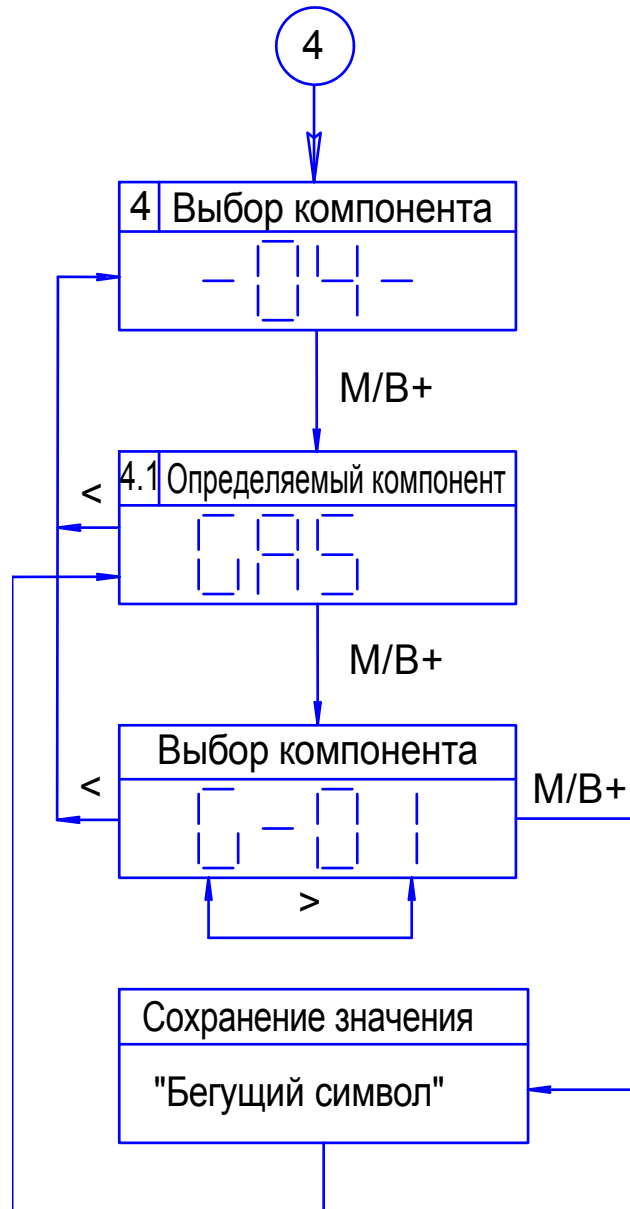 4
4 Выбор компонента
-04-
М/В+
4.1 Определяемый компонент
<
GAS
М/В+
Выбор компонента
<
М/В+
G-01
>
Сохранение значения
"Бегущий символ"